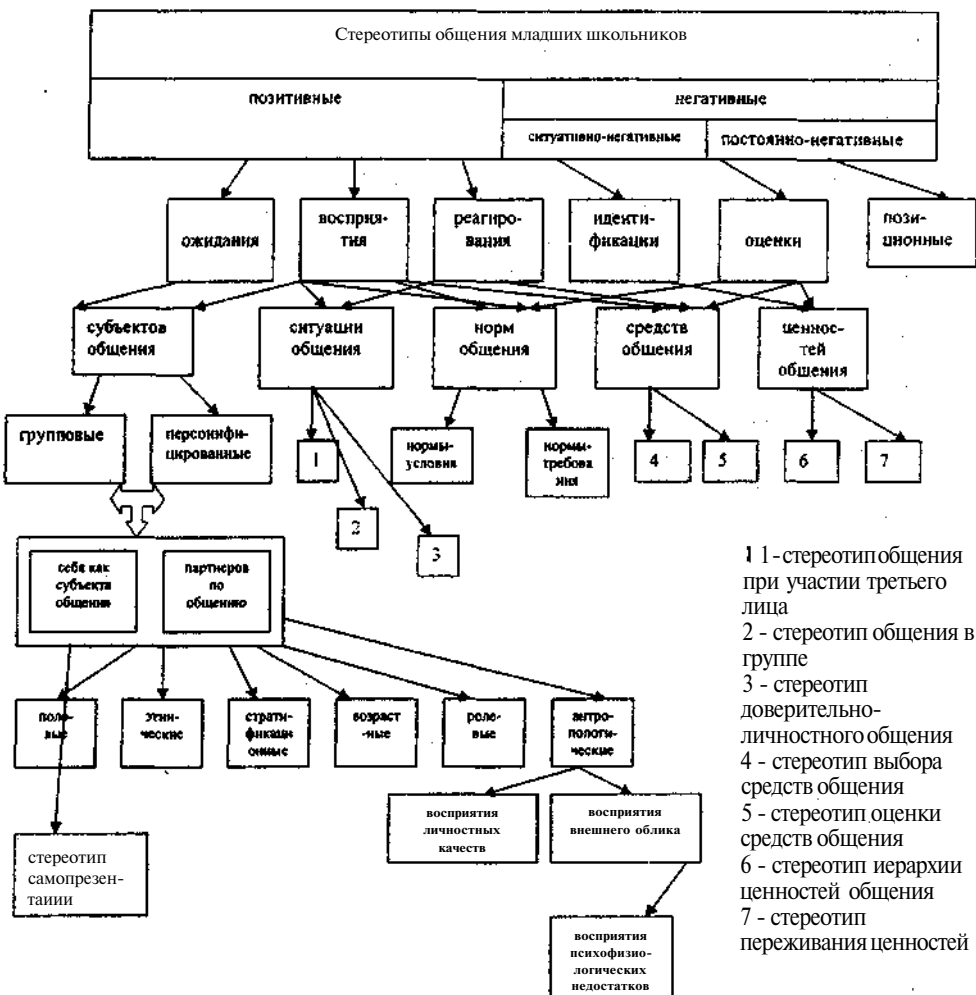 Стереотипы общения младших школьников
позитивные
негативные
ситуативно-негативные
постоянно-негативные
ожидания
восприя-
тия
реагиро-
вания
иденти-
фикации
оценки
пози-
ционные
субъектов
общения
ситуации
общения
норм
общения
средств
общения
ценнос-
тей
общения
групповые
персонифи-
цированные
1
нормы-
условия
нормы-
требова
ния
4
5
6
7
2
3
себя как
субъекта
общения
партнеров
по
общению
поло-
вые
этни-
ческие
страти-
фикаци
онные
возраст
-ные
роле-
вые
антро-
пологи-
ческие
восприятия
личностных
качеств
восприятия
внешнего облика
стереотип
самопрезен-
таиии
восприятия
психофизио-
логических
недостатков
1 1-стереотип общения
при участии третьего
лица
2 - стереотип общения в
группе
3 - стереотип
доверительно-
личностного общения
4 - стереотип выбора
средств общения
5 - стереотип оценки
средств общения
6 - стереотип иерархии
ценностей общения
7 - стереотип
переживания ценностей